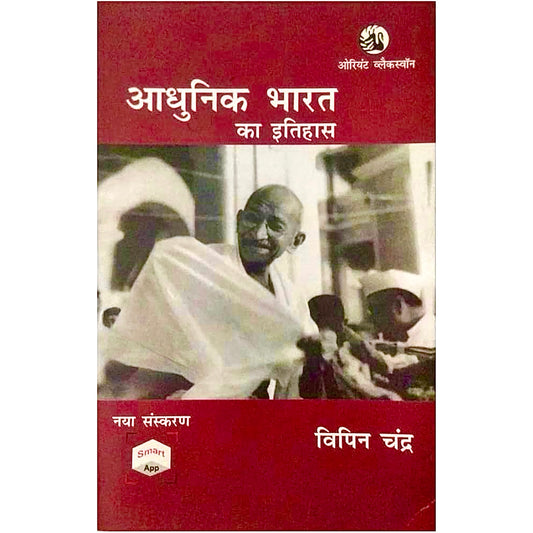 ओरियंट ब्लैकस्वॉन
आधुनिक भारत
का इतिहास
नया संस्करण
विपिन चंद्र
Smart
App